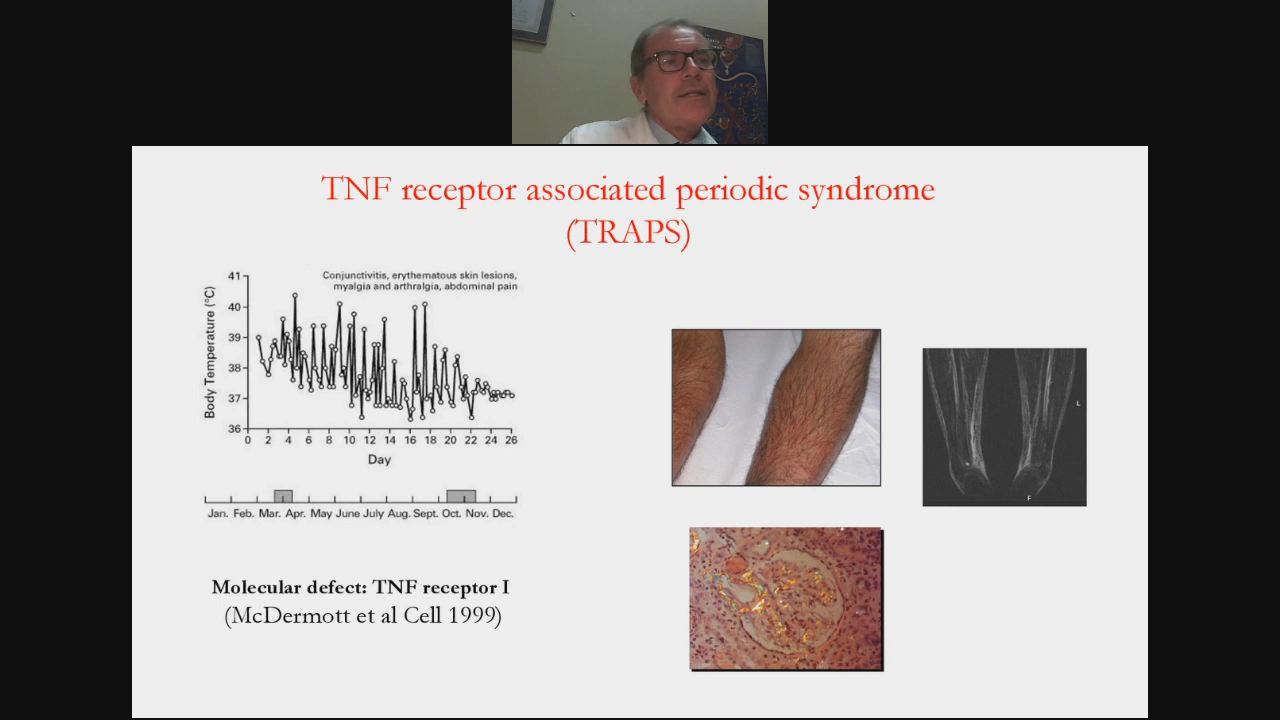 TNF receptor associated periodic syndrome
(TRAPS)
Conjunctivitis, erythematous skin lesions,
myalgia and arthralgia, abdominal pain
Body Temperature (°C)
41
40
39
38
37
36
0 2 4 6 8 10 12 14 16 18 20 22 24 26
Day
Jan. Feb. Mar. Apr. May June July Aug. Sept. Oct. Nov. Dec.
Molecular defect: TNF receptor I
(McDermott et al Cell 1999)
L
F